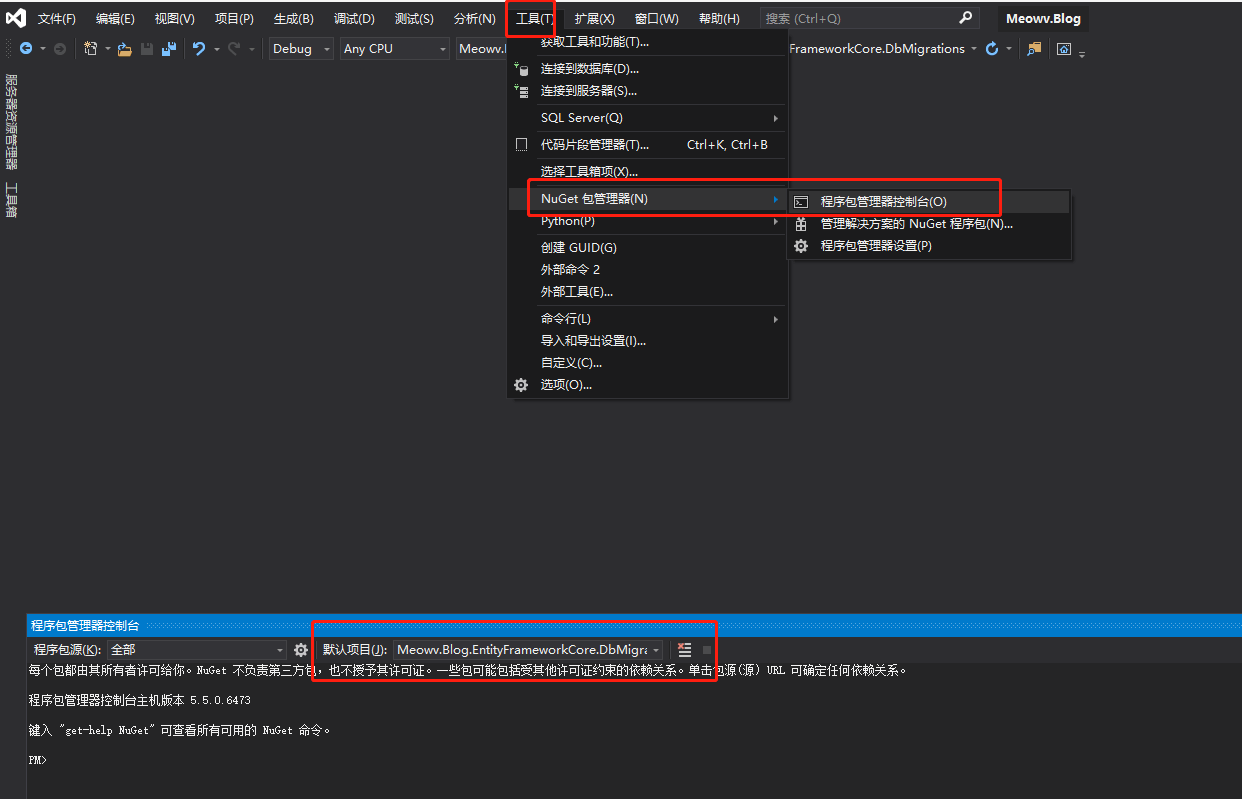 文件(F) 编辑(E) 视图(V) 项目(P) 生成(B) 调试(D) 测试(S) 分析(N) 工具(T) 扩展(X) 窗口(W) 帮助(H) 搜索 (Ctrl+Q) Meowv.Blog
Debug Any CPU Meowv. FrameworkCore.DbMigrations
服务器资源管理器
工具箱
获取工具和功能(T)...
连接到数据库(D)...
连接到服务器(S)...
SQL Server(Q)
代码片段管理器(T)... Ctrl+K, Ctrl+B
选择工具箱项(X)...
NuGet 包管理器(N)
程序包管理器控制台(O)
管理解决方案的 NuGet 程序包(N)...
程序包管理器设置(P)
Python(P)
创建 GUID(G)
外部命令 2
外部工具(E)...
命令行(L)
导入和导出设置(I)...
自定义(C)...
选项(O)...
程序包管理器控制台
程序包源(K): 全部 默认项目(J): Meowv.Blog.EntityFrameworkCore.DbMigra
每个包都由其所有者许可给你。NuGet 不负责第三方包，也不授予其许可证。一些包可能包括受其他许可证约束的依赖关系。单击包源(源) URL 可确定任何依赖关系。
程序包管理器控制台主机版本 5.5.0.6473
键入 "get-help NuGet" 可查看所有可用的 NuGet 命令。
PM>